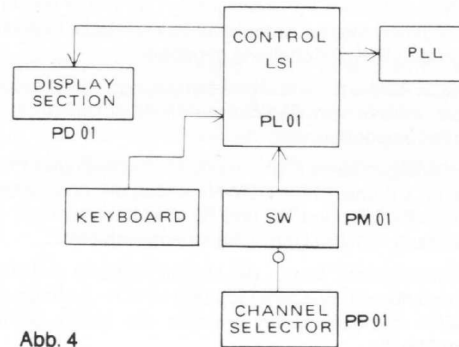 CONTROL
LSI
PL 01
PLL
DISPLAY
SECTION
PD 01
KEYBOARD
SW
PM 01
CHANNEL
SELECTOR
PP 01
Abb. 4